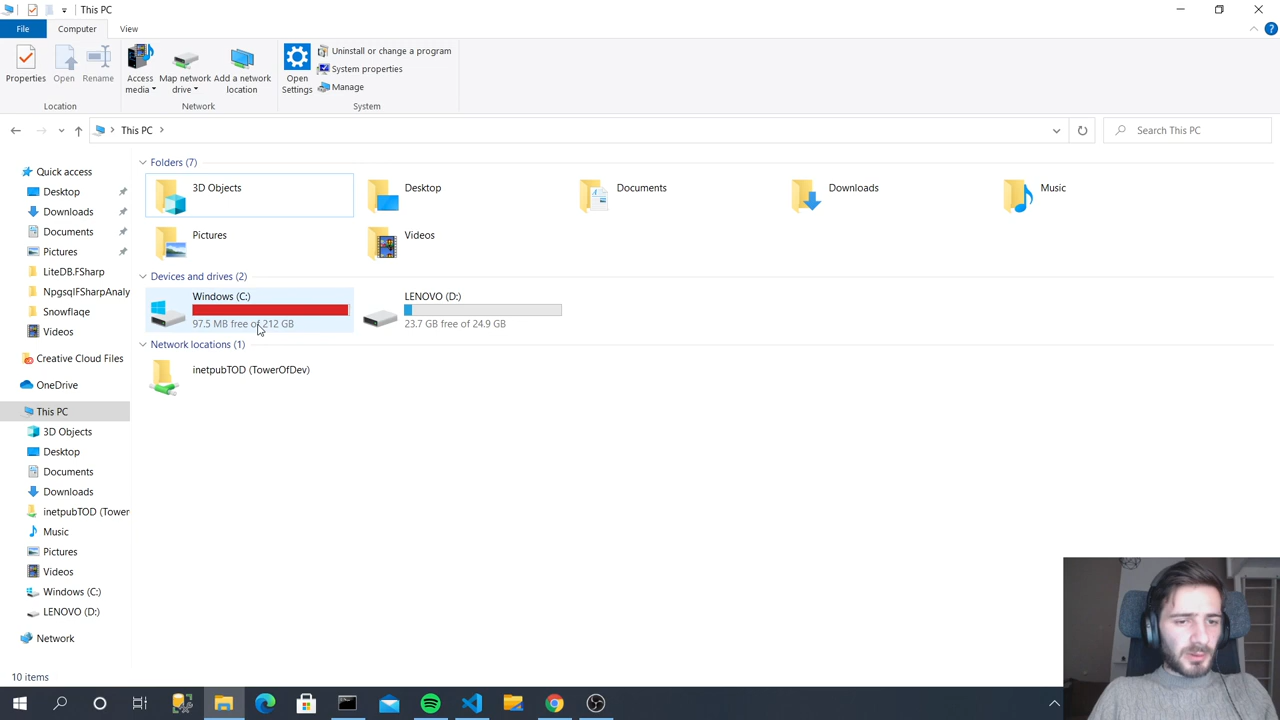 This PC
File
Computer
View
Properties
Open
Rename
Access media
Map network drive
Add a network location
Open Settings
Uninstall or change a program
System properties
Manage
Location
Network
System
This PC
Search This PC
Quick access
Desktop
Downloads
Documents
Pictures
LiteDB.FSharp
NpgsqlFSharpAnaly
Snowflaqe
Videos
Creative Cloud Files
OneDrive
This PC
3D Objects
Desktop
Documents
Downloads
inetpubTOD (Tower
Music
Pictures
Videos
Windows (C:)
LENOVO (D:)
Network
Folders (7)
3D Objects
Desktop
Documents
Downloads
Music
Pictures
Videos
Devices and drives (2)
Windows (C:)
97.5 MB free of 212 GB
LENOVO (D:)
23.7 GB free of 24.9 GB
Network locations (1)
inetpubTOD (TowerOfDev)
10 items